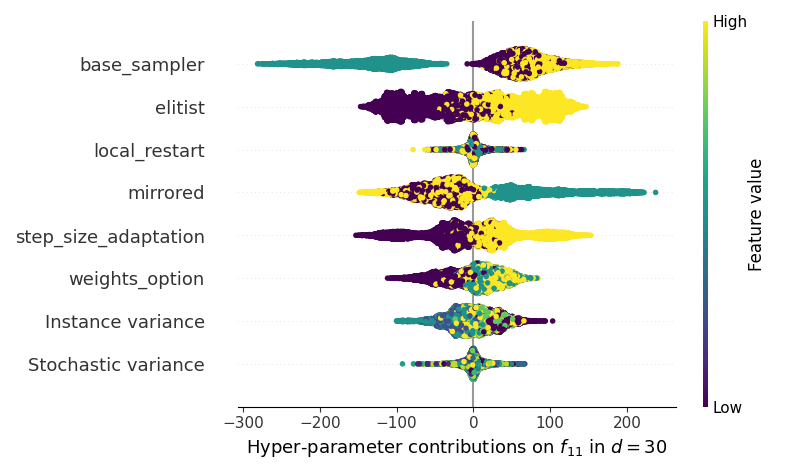 High
base_sampler
elitist
local_restart
mirrored
step_size_adaptation
weights_option
Instance variance
Stochastic variance
Feature value
Low
−300 −200 −100 0 100 200
Hyper-parameter contributions on f₁₁ in d = 30